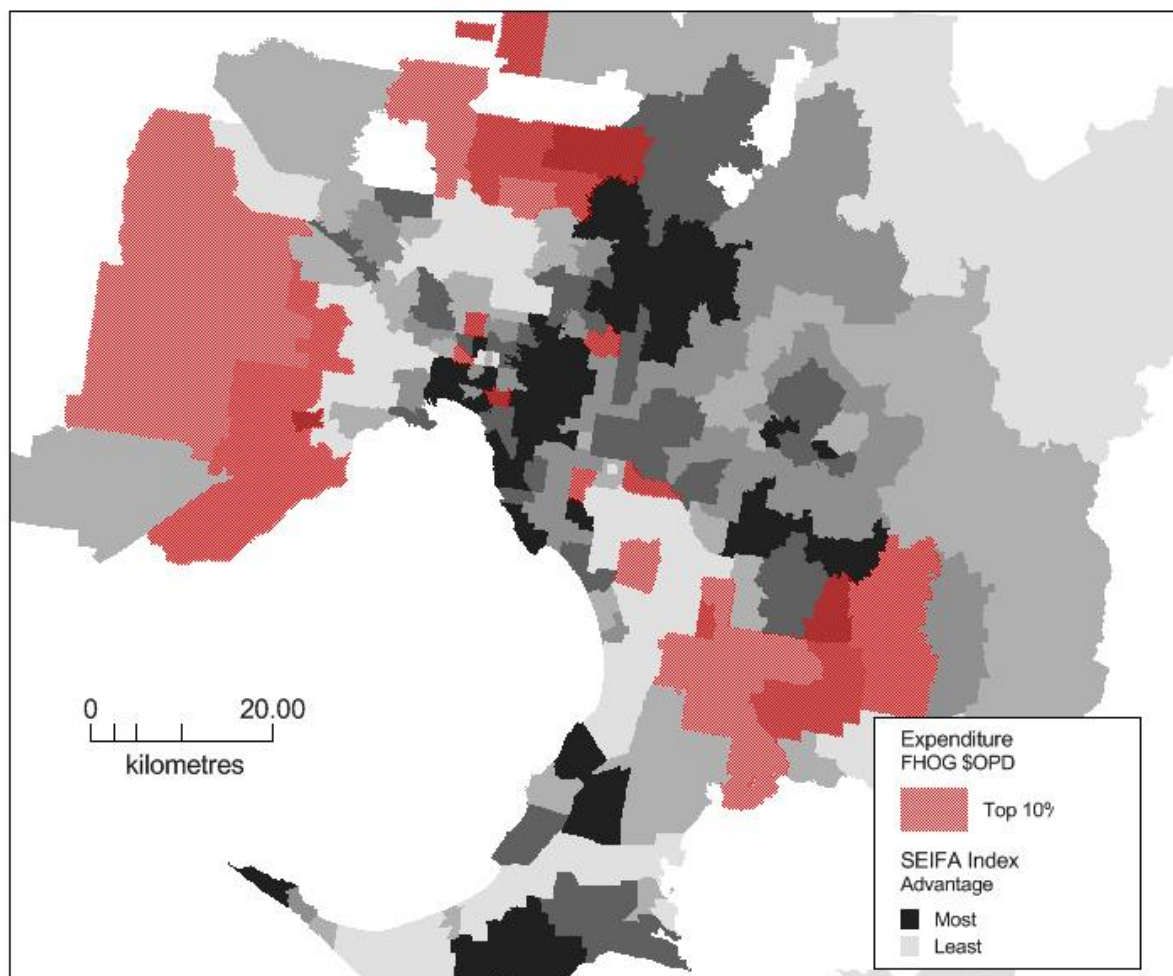 0 20.00
kilometres
Expenditure
FHOG $OPD
Top 10%
SEIFA Index
Advantage
Most
Least